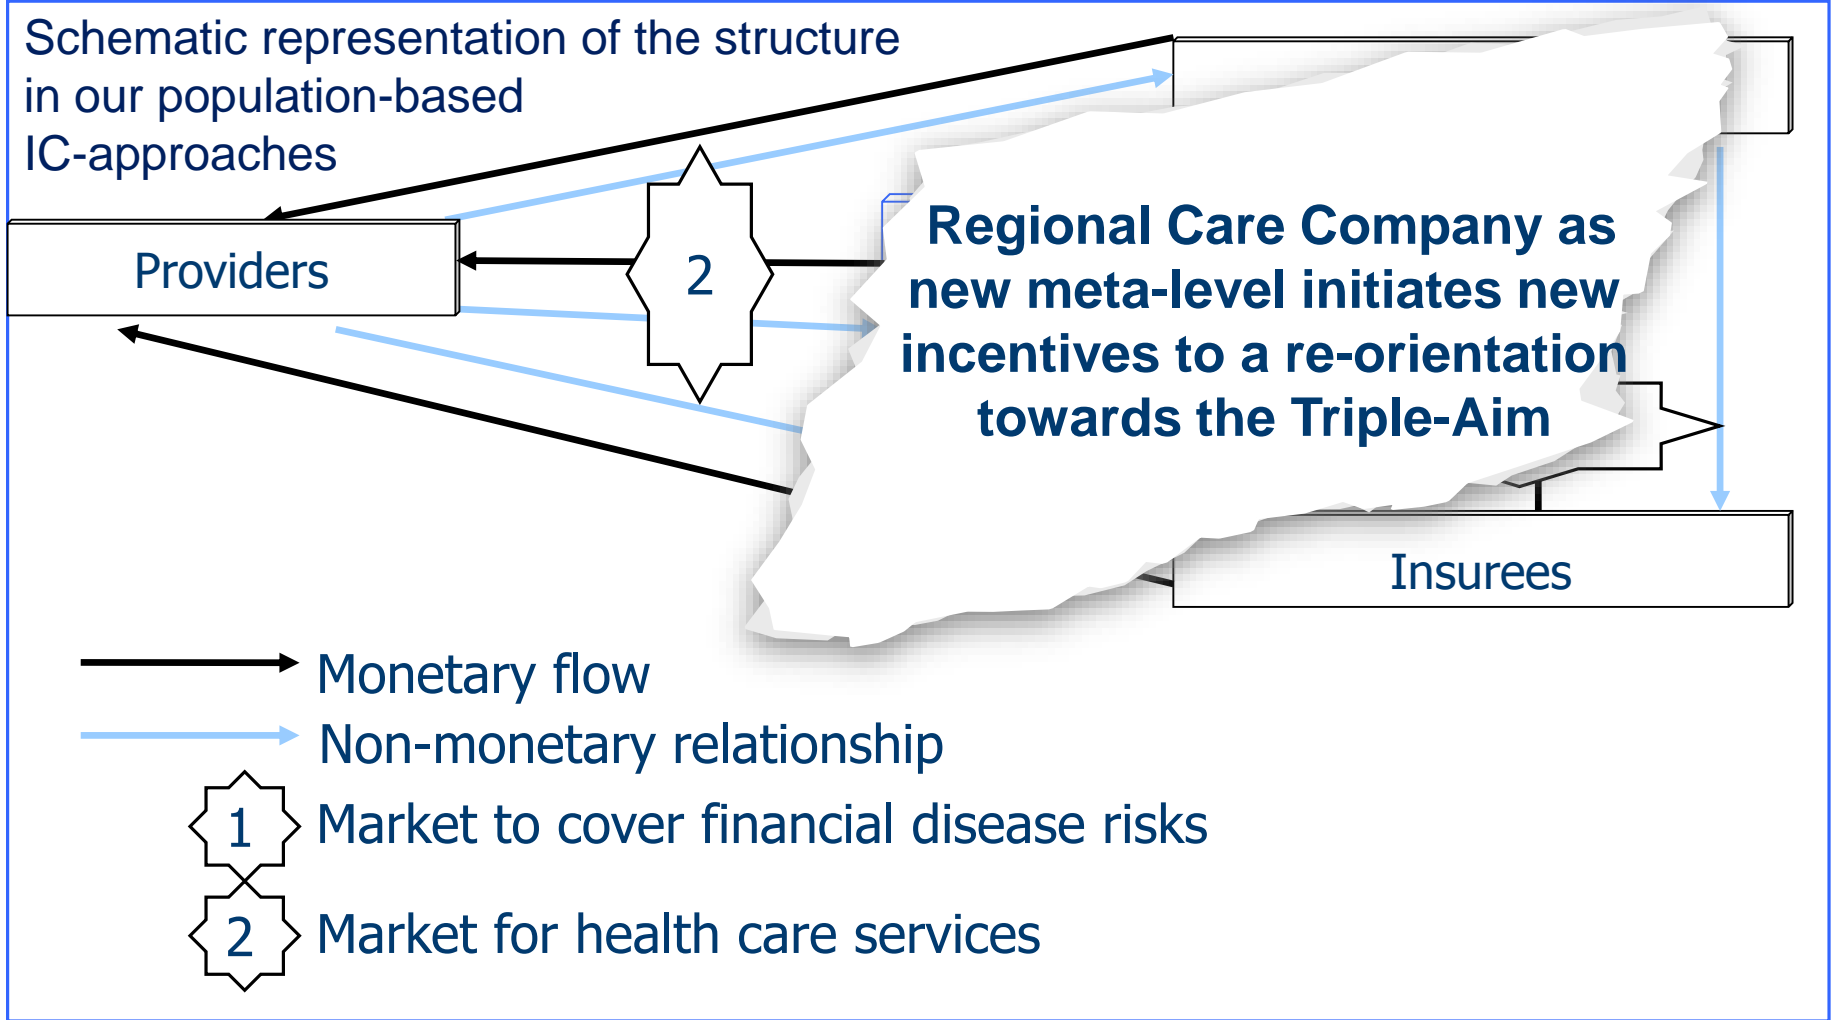 Schematic representation of the structure
in our population-based
IC-approaches
Providers
2
Regional Care Company as
new meta-level initiates new
incentives to a re-orientation
towards the Triple-Aim
Insurees
Monetary flow
Non-monetary relationship
1 Market to cover financial disease risks
2 Market for health care services